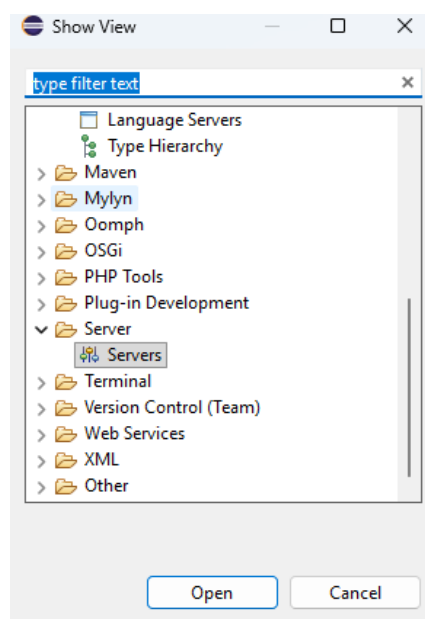 Show View
type filter text
Language Servers
Type Hierarchy
Maven
Mylyn
Oomph
OSGi
PHP Tools
Plug-in Development
Server
Servers
Terminal
Version Control (Team)
Web Services
XML
Other
Open Cancel